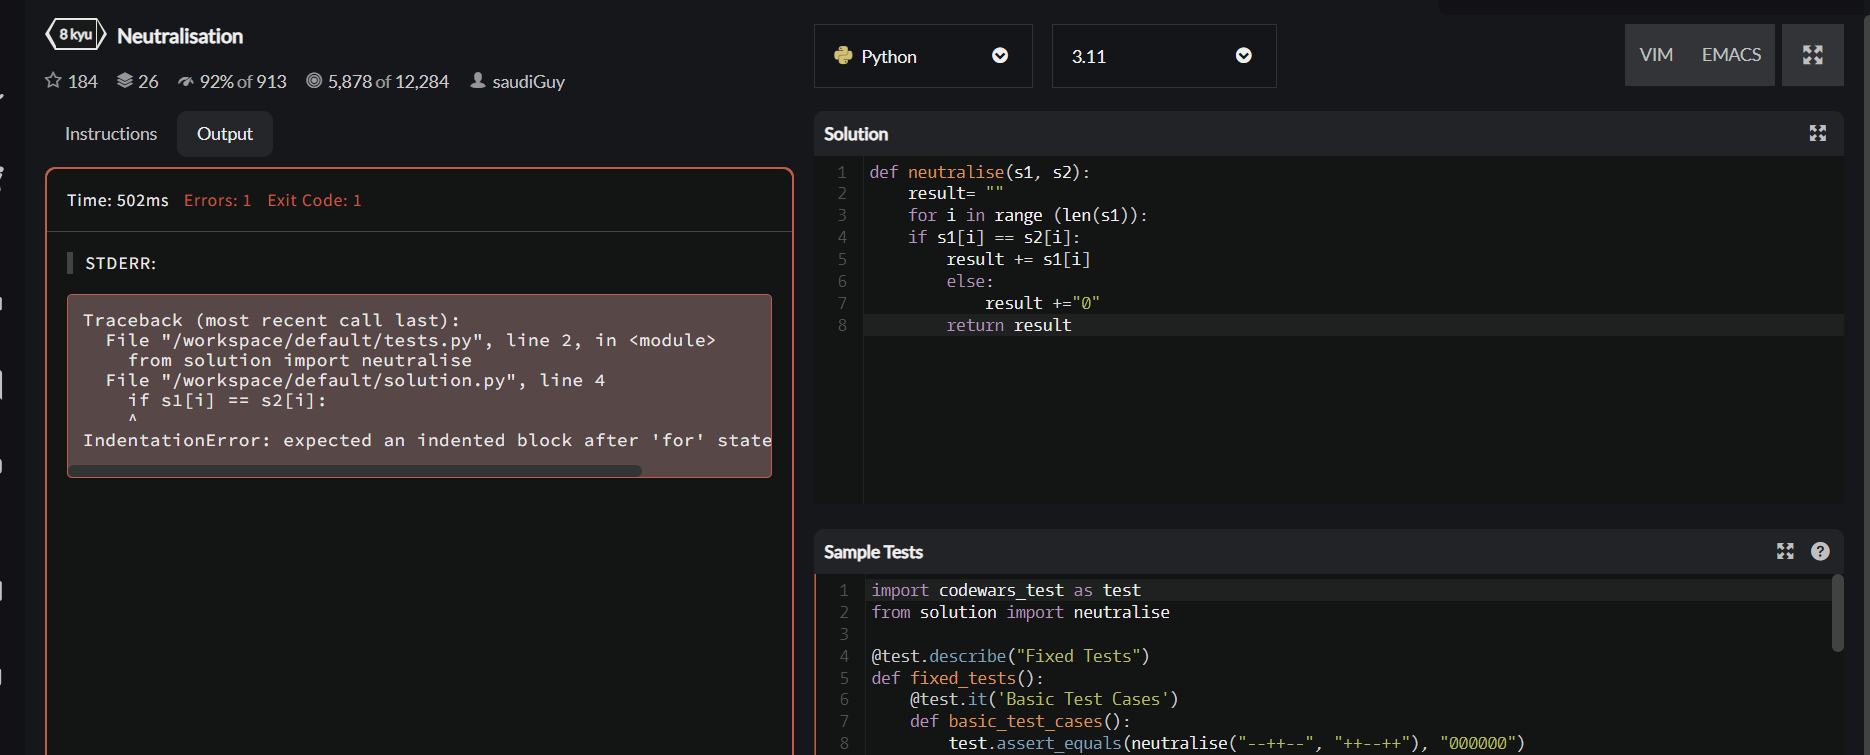 8 kyu Neutralisation
184 26 92% of 913 5,878 of 12,284 saudiGuy
Instructions Output
Time: 502ms Errors: 1 Exit Code: 1
STDERR:
Traceback (most recent call last):
File "/workspace/default/tests.py", line 2, in <module>
from solution import neutralise
File "/workspace/default/solution.py", line 4
if s1[i] == s2[i]:
^
IndentationError: expected an indented block after 'for' state
Python 3.11 VIM EMACS
Solution
1 def neutralise(s1, s2):
2 result= ""
3 for i in range (len(s1)):
4 if s1[i] == s2[i]:
5 result += s1[i]
6 else:
7 result +="0"
8 return result
Sample Tests
1 import codewars_test as test
2 from solution import neutralise
3
4 @test.describe("Fixed Tests")
5 def fixed_tests():
6 @test.it('Basic Test Cases')
7 def basic_test_cases():
8 test.assert_equals(neutralise("--++--", "++--++"), "000000")